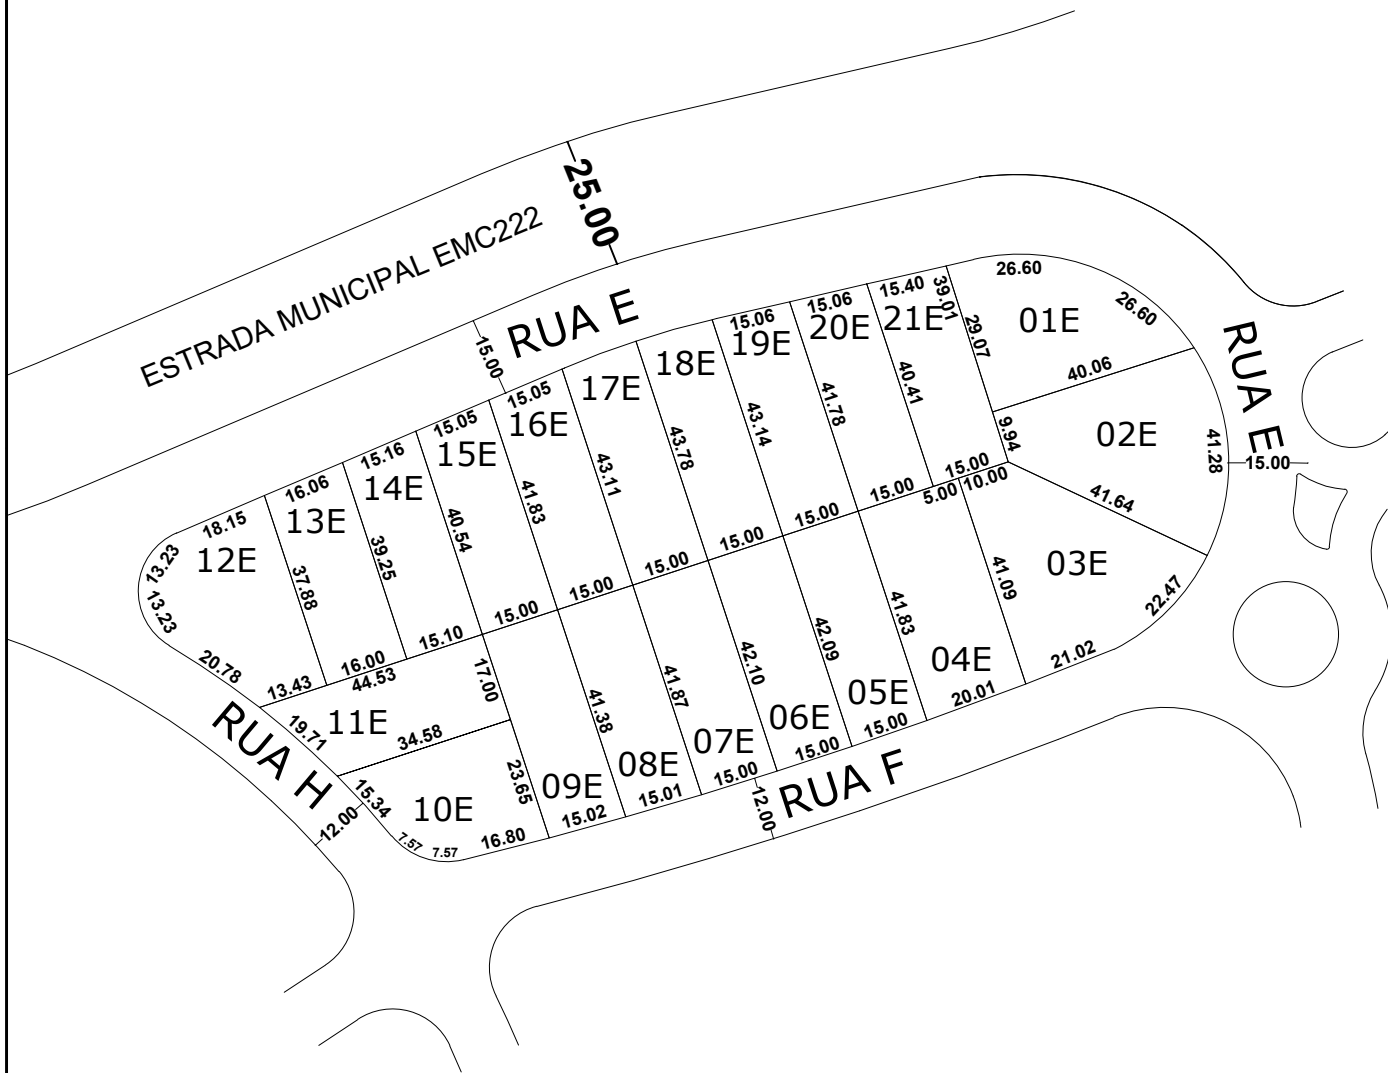 25.00
ESTRADA MUNICIPAL EMC222
RUA E
15.00
26.60
26.60
01E
39.01
29.07
40.06
15.40
21E
40.41
15.06
20E
41.78
15.06
19E
43.14
18E
43.78
17E
43.11
15.05
16E
41.83
15.05
15E
40.54
15.16
14E
39.25
16.06
13E
37.88
18.15
12E
13.23
13.23
20.78
RUA E
15.00
41.28
02E
9.94
41.64
15.00
10.00
5.00
15.00
15.00
15.00
15.00
15.00
15.00
15.10
16.00
13.43
44.53
03E
22.47
21.02
41.09
04E
20.01
41.83
05E
15.00
42.09
06E
15.00
42.10
07E
15.00
41.87
08E
15.01
41.38
09E
15.02
17.00
23.65
11E
19.71
34.58
10E
15.34
7.57
7.57
16.80
RUA H
12.00
RUA F
12.00